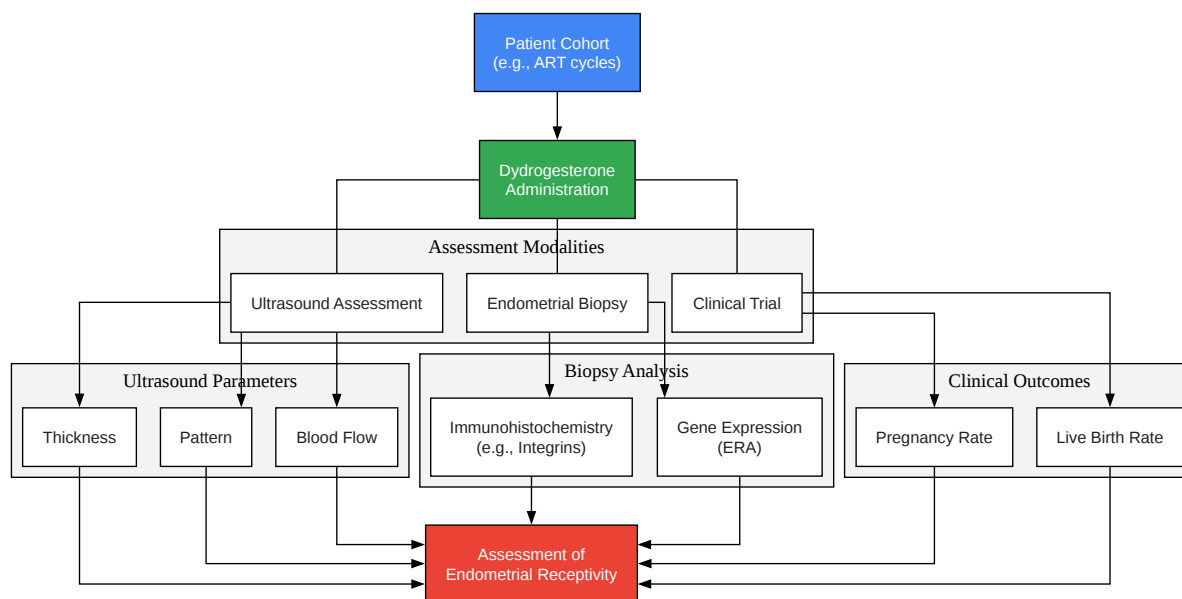 Patient Cohort
(e.g., ART cycles)
Dydrogesterone
Administration
Assessment Modalities
Ultrasound Assessment
Endometrial Biopsy
Clinical Trial
Ultrasound Parameters
Biopsy Analysis
Clinical Outcomes
Thickness
Pattern
Blood Flow
Immunohistochemistry
(e.g., Integrins)
Gene Expression
(ERA)
Pregnancy Rate
Live Birth Rate
Assessment of
Endometrial Receptivity